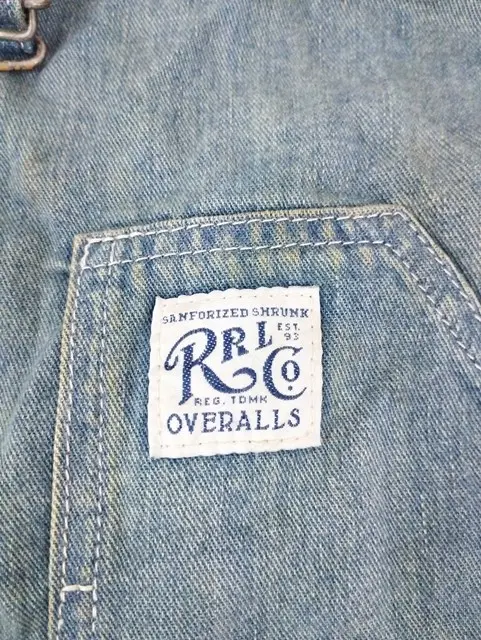 SANFORIZED SHRUNK
RRL EST.
93
Co.
REG. TDMK
OVERALLS